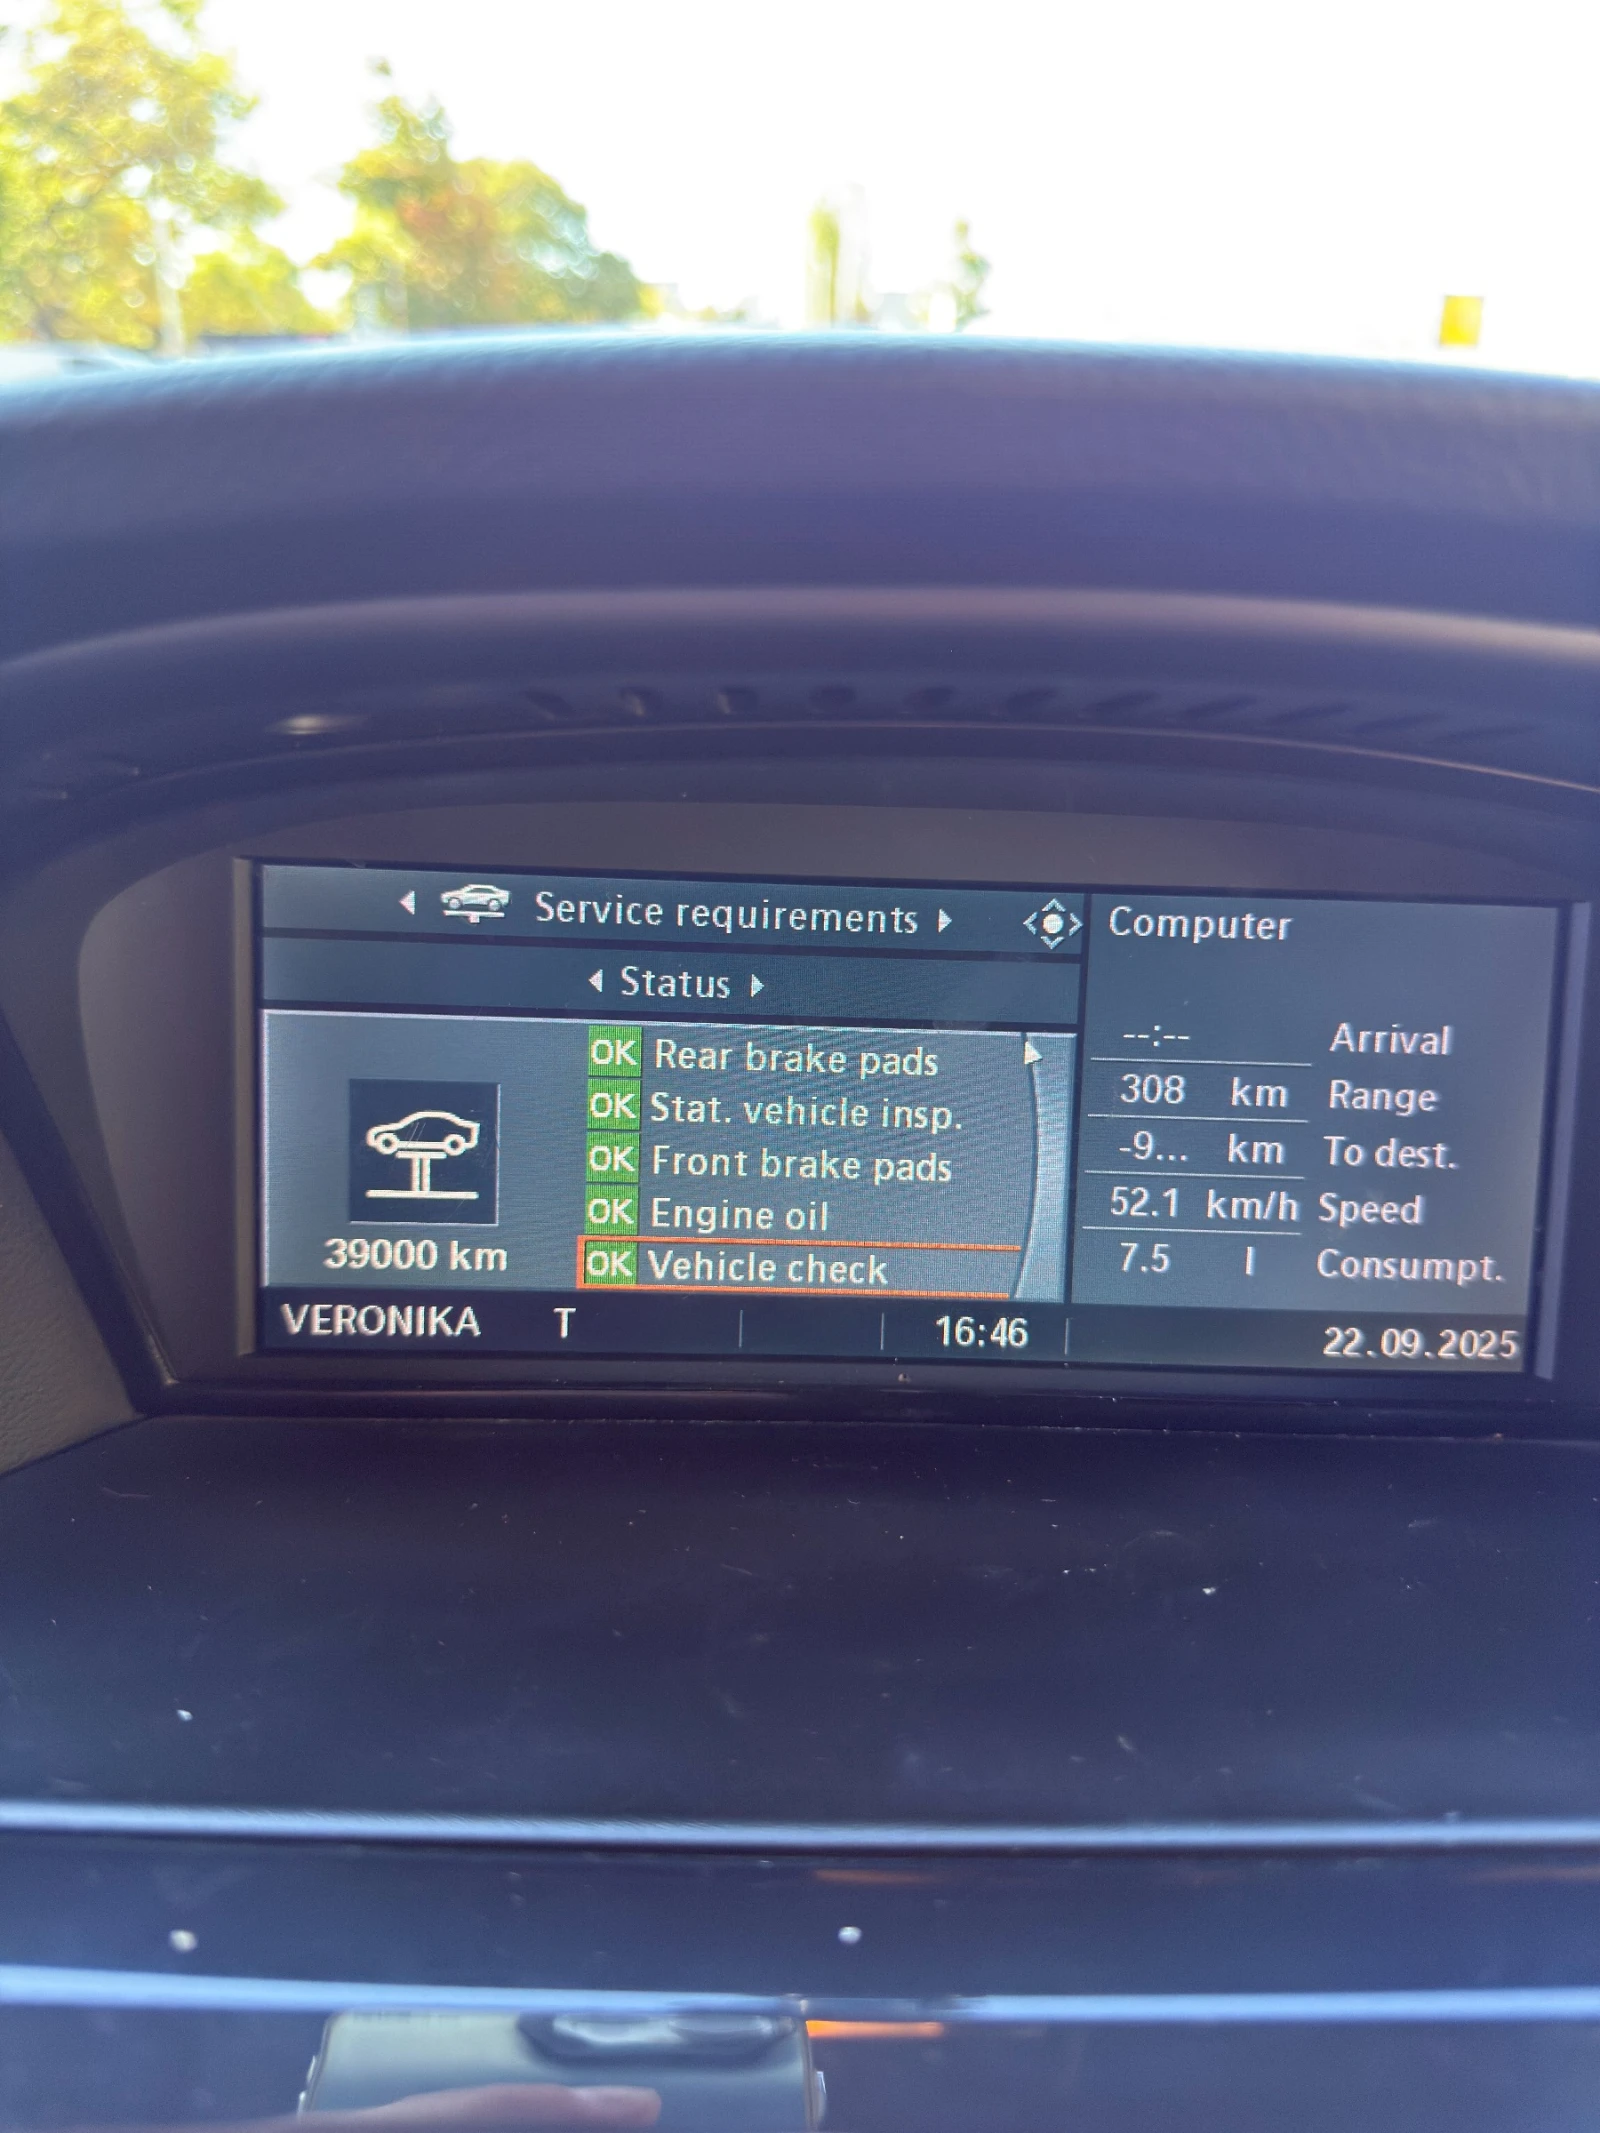 Service requirements
Status
OK Rear brake pads
OK Stat. vehicle insp.
OK Front brake pads
OK Engine oil
OK Vehicle check
39000 km
Computer
--:-- Arrival
308 km Range
-9... km To dest.
52.1 km/h Speed
7.5 l Consumpt.
VERONIKA T 16:46 22.09.2025